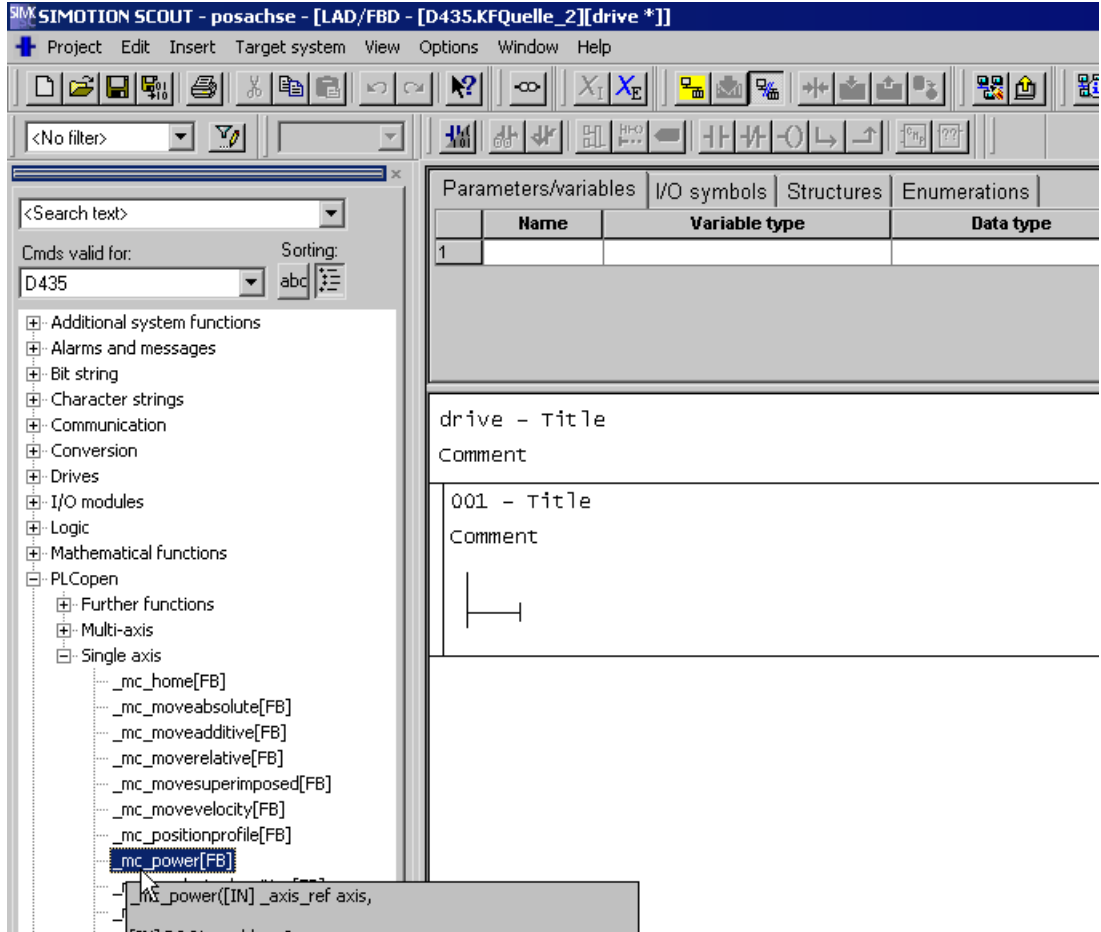 SIMOTION SCOUT - posachse - [LAD/FBD - [D435.KFQuelle_2][drive *]]
Project Edit Insert Target system View Options Window Help
<No filter>
<Search text>
Cmds valid for:
Sorting:
D435
abc
Additional system functions
Alarms and messages
Bit string
Character strings
Communication
Conversion
Drives
I/O modules
Logic
Mathematical functions
PLCopen
Further functions
Multi-axis
Single axis
_mc_home[FB]
_mc_moveabsolute[FB]
_mc_moveadditive[FB]
_mc_moverelative[FB]
_mc_movesuperimposed[FB]
_mc_movevelocity[FB]
_mc_positionprofile[FB]
_mc_power[FB]
_mc_power([IN] _axis_ref axis,
Parameters/variables I/O symbols Structures Enumerations
Name Variable type Data type
1
drive - Title
Comment
001 - Title
Comment